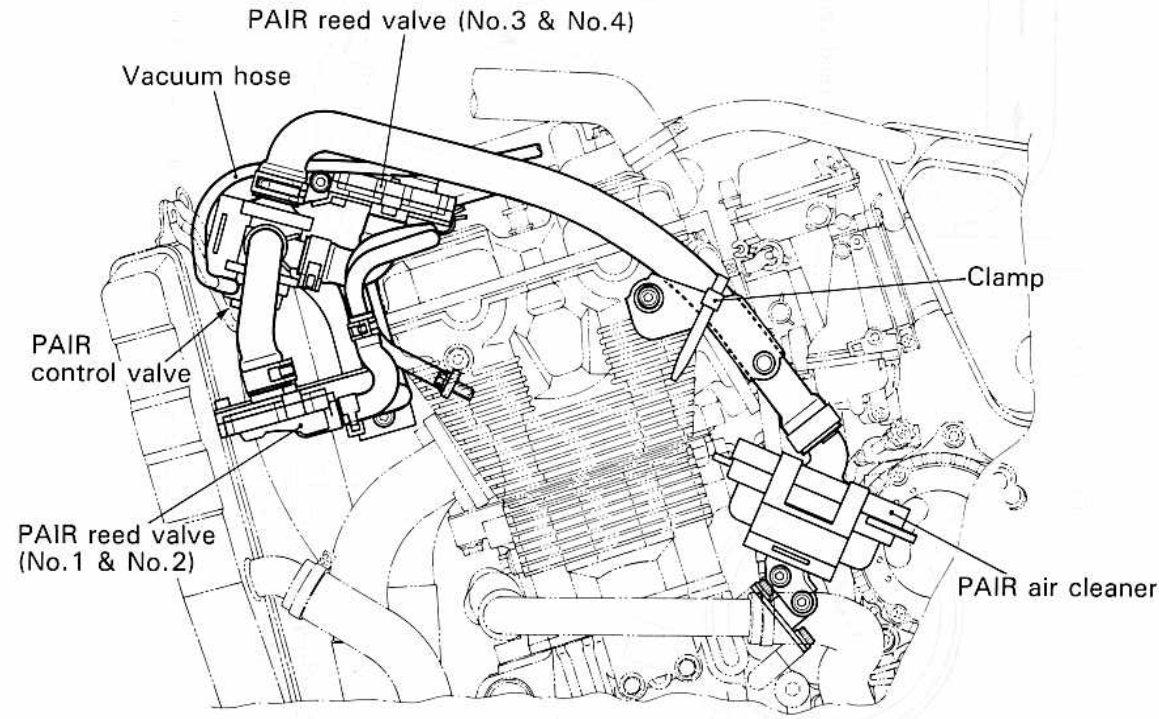 PAIR reed valve (No.3 & No.4)
Vacuum hose
Clamp
PAIR
control valve
PAIR reed valve
(No.1 & No.2)
PAIR air cleaner